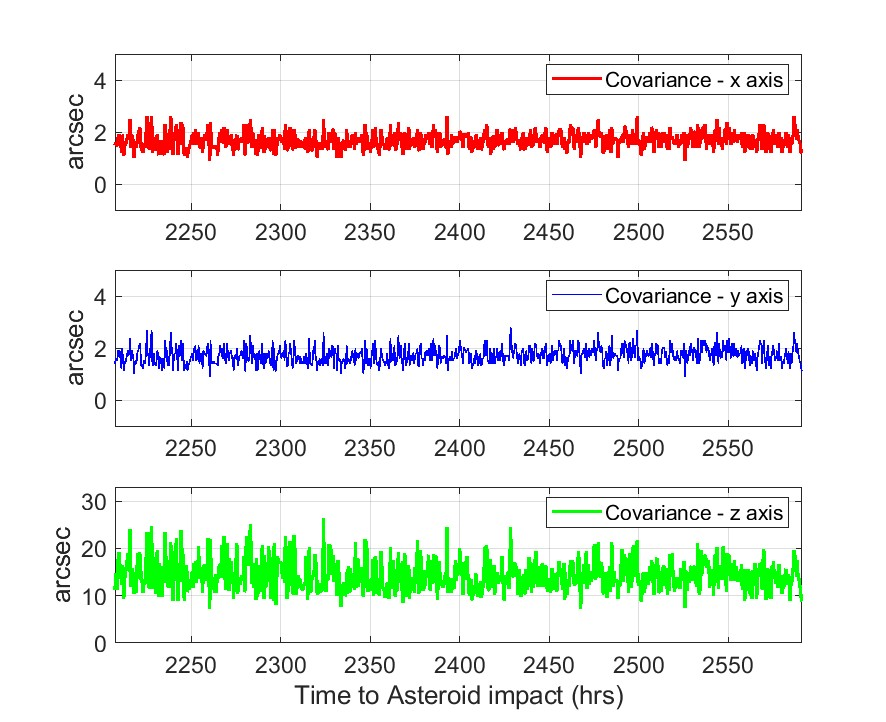 4
2
0
arcsec
Covariance - x axis
2250 2300 2350 2400 2450 2500 2550
4
2
0
arcsec
Covariance - y axis
2250 2300 2350 2400 2450 2500 2550
30
20
10
0
arcsec
Covariance - z axis
2250 2300 2350 2400 2450 2500 2550
Time to Asteroid impact (hrs)